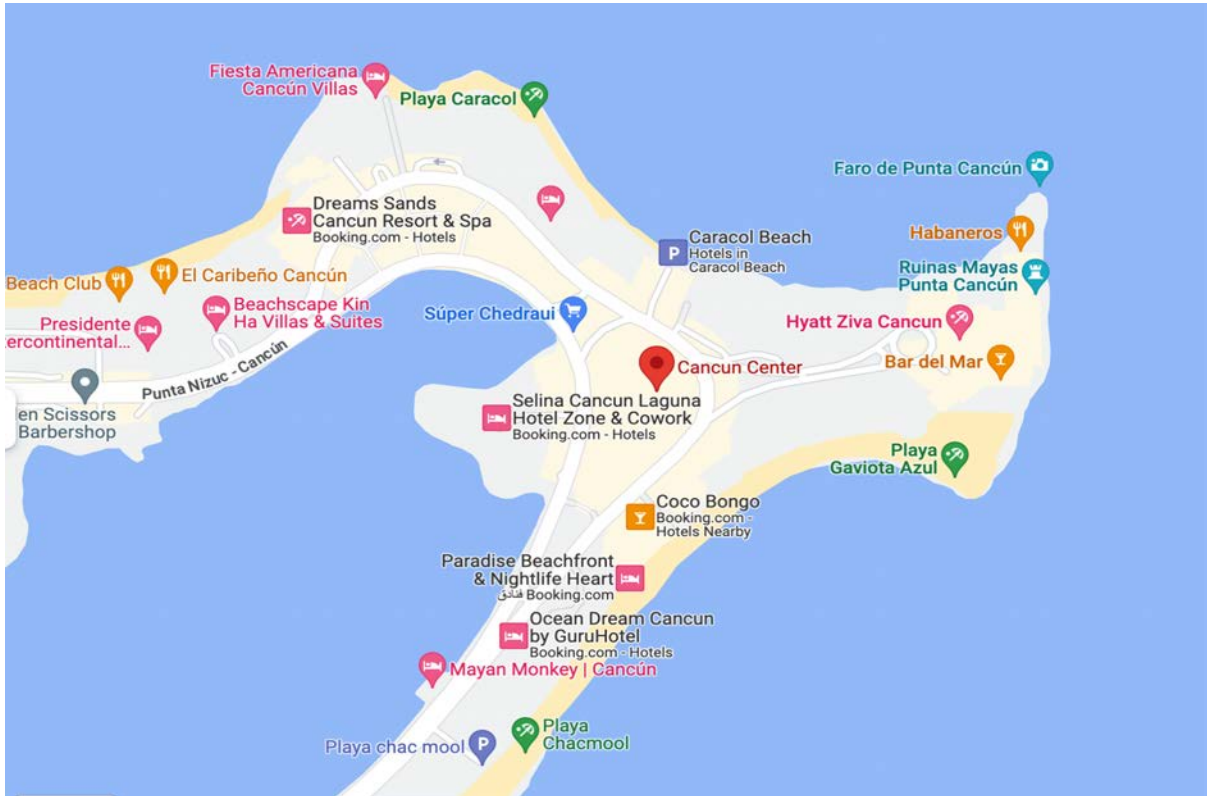 Fiesta Americana
Cancún Villas
Playa Caracol
Faro de Punta Cancún
Dreams Sands
Cancun Resort & Spa
Booking.com - Hotels
Caracol Beach
Hotels in
Caracol Beach
Habaneros
Beach Club
El Caribeño Cancún
Ruinas Mayas
Punta Cancún
Beachscape Kin
Ha Villas & Suites
Súper Chedraui
Hyatt Ziva Cancun
Presidente
tercontinental...
Punta Nizuc - Cancún
Cancun Center
Bar del Mar
en Scissors
Barbershop
Selina Cancun Laguna
Hotel Zone & Cowork
Booking.com - Hotels
Playa
Gaviota Azul
Coco Bongo
Booking.com -
Hotels Nearby
Paradise Beachfront
& Nightlife Heart
فنادق Booking.com
Ocean Dream Cancun
by GuruHotel
Booking.com - Hotels
Mayan Monkey | Cancún
Playa chac mool
Playa
Chacmool
P
P